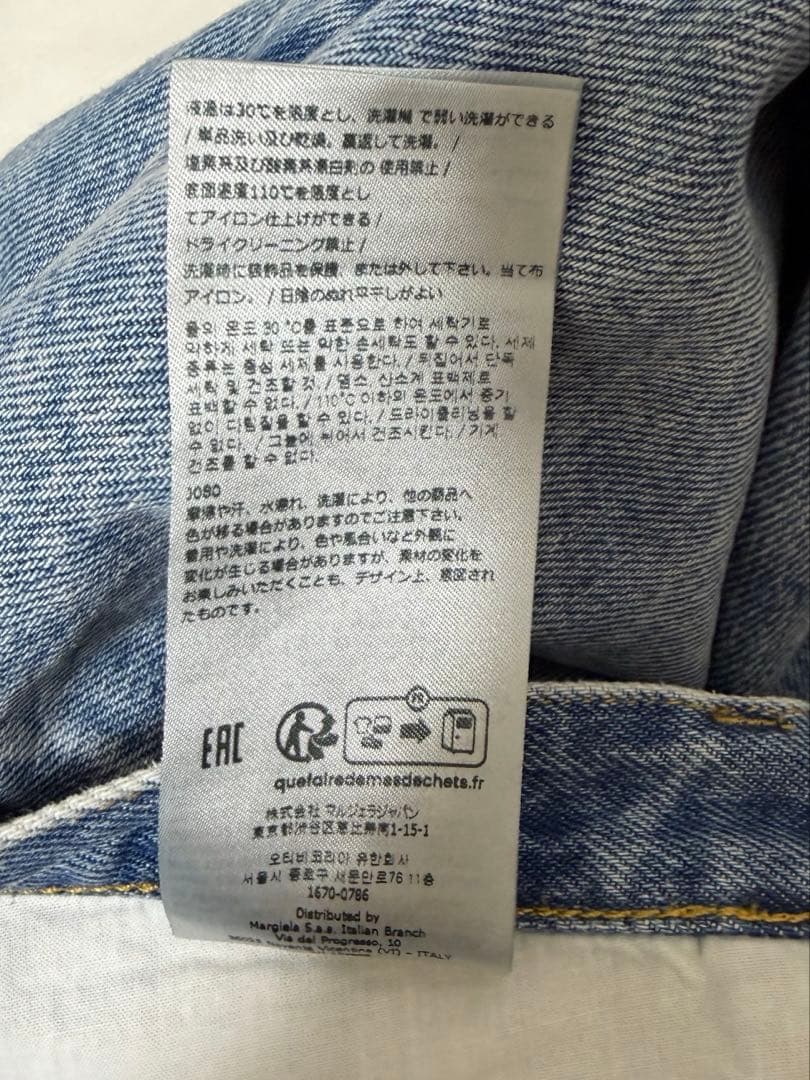 液温は30℃を限度とし、洗濯機 で弱い洗濯ができる
/ 単品洗い及び乾燥。裏返して洗濯。/
塩素系及び酸素系漂白剤の 使用禁止 /
底面温度110℃を限度とし
てアイロン仕上げができる /
ドライクリーニング禁止 /
洗濯時に装飾品を保護、または外して下さい。当て布
アイロン。/ 日陰のぬれ平干しがよい
물의 온도 30 °C를 표준으로 하여 세탁기로
약하게 세탁 또는 약한 손세탁도 할 수 있다. 세제
종류는 중성 세제를 사용한다. / 뒤집어서 단독
세탁 및 건조할 것 / 염소, 산소계 표백제로
표백할 수 없다. / 110°C 이하의 온도에서 증기
없이 다림질을 할 수 있다. / 드라이클리닝을 할
수 없다. / 그늘에 뉘어서 건조시킨다. / 기계
건조를 할 수 없다.
J080
摩擦や汗、水濡れ、洗濯により、他の商品へ
色が移る場合がありますのでご注意下さい。
着用や洗濯により、色や風合いなど外観に
変化が生じる場合がありますが、素材の変化を
お楽しみいただくことも、デザイン上、意図され
たものです。
EAC
FR
quefairedemesdechets.fr
株式会社 マルジェラジャパン
東京都渋谷区恵比寿南1-15-1
오티비코리아 유한회사
서울시 종로구 새문안로76 11층
1670-0786
Distributed by
Margiela S.a.s. Italian Branch
Via del Progresso, 10
(VI) - ITALY